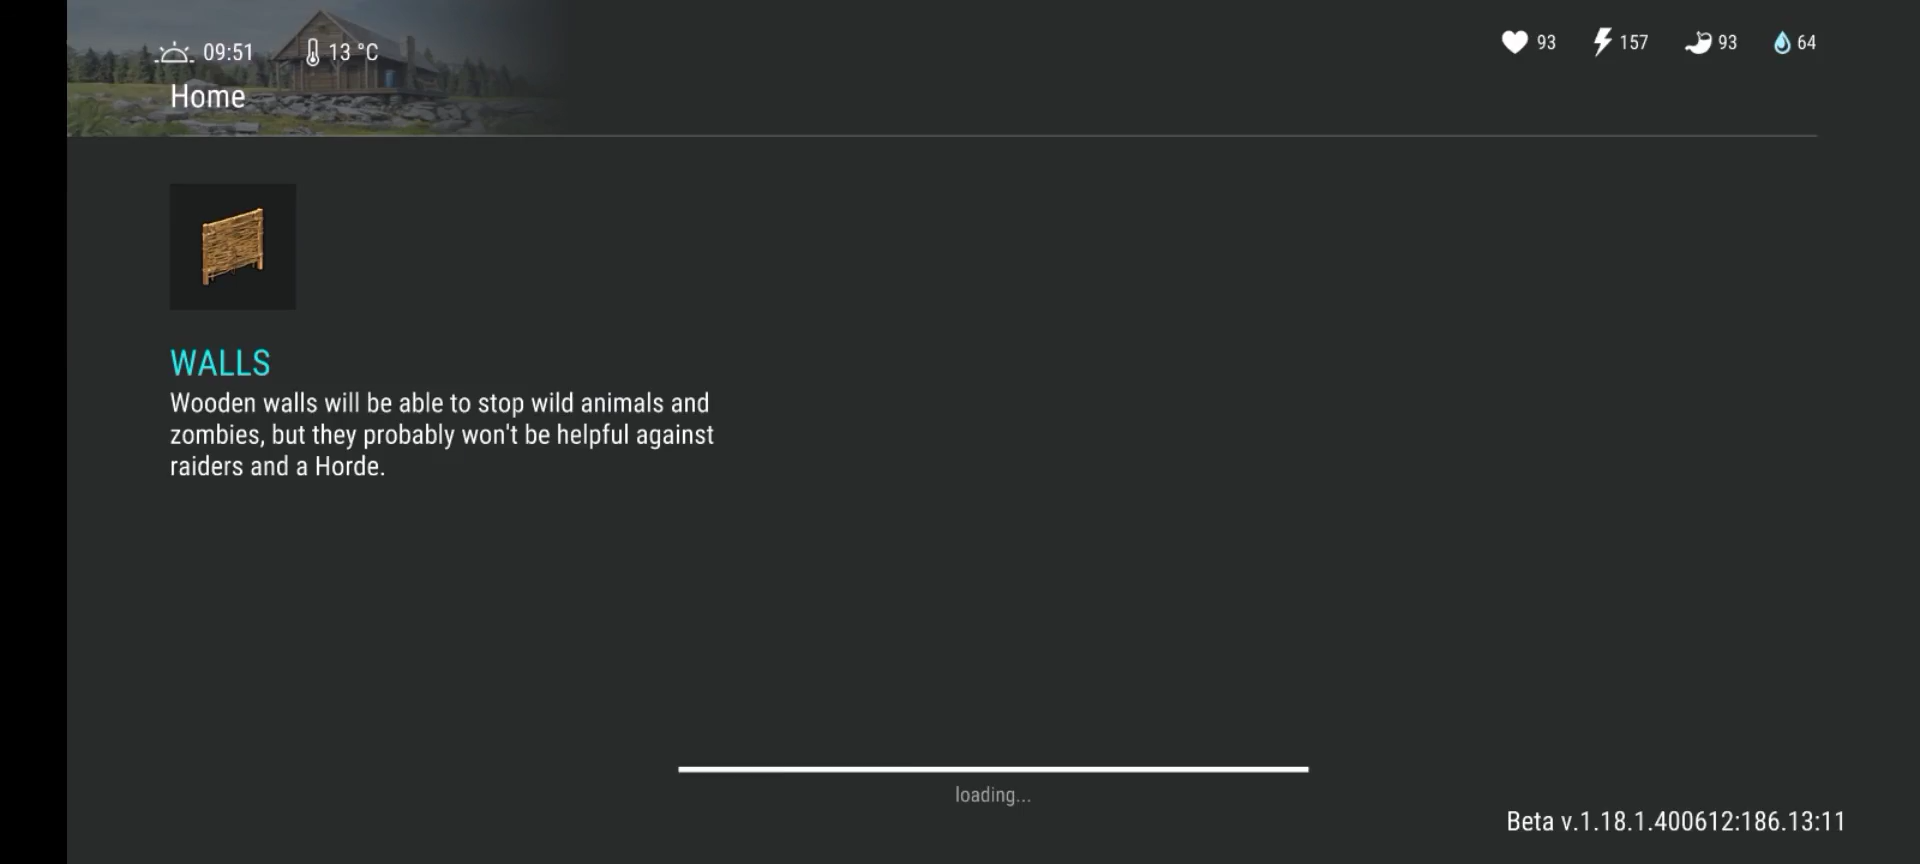 09:51 13 °C
Home
93 157 93 64
WALLS
Wooden walls will be able to stop wild animals and
zombies, but they probably won't be helpful against
raiders and a Horde.
loading...
Beta v.1.18.1.400612:186.13:11